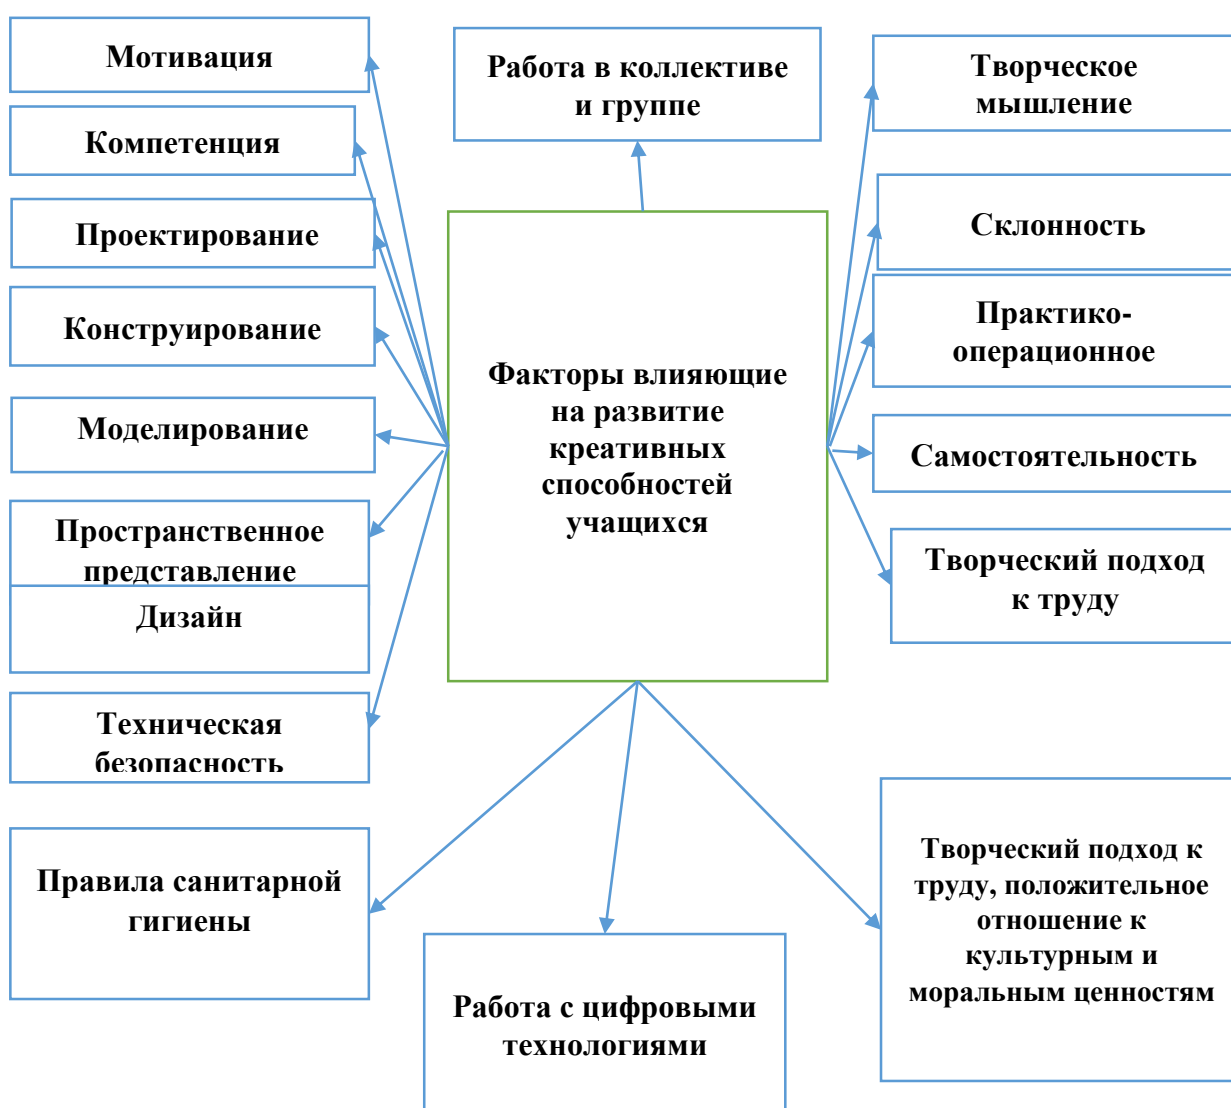 Мотивация
Компетенция
Проектирование
Конструирование
Моделирование
Пространственное
представление
Дизайн
Техническая
безопасность
Правила санитарной
гигиены
Работа в коллективе
и группе
Факторы влияющие
на развитие
креативных
способностей
учащихся
Работа с цифровыми
технологиями
Творческое
мышление
Склонность
Практико-
операционное
Самостоятельность
Творческий подход
к труду
Творческий подход к
труду, положительное
отношение к
культурным и
моральным ценностям